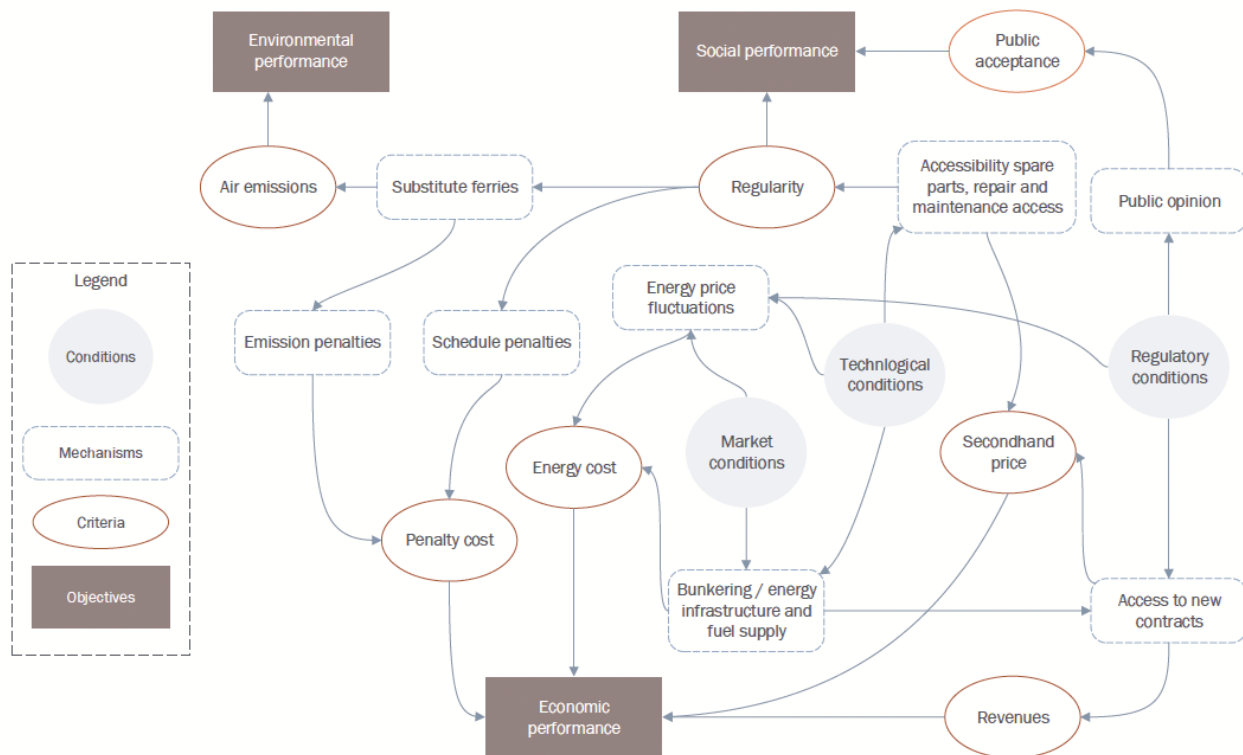 Environmental
performance
Social performance
Public
acceptance
Air emissions
Substitute ferries
Regularity
Accessibility spare
parts, repair and
maintenance access
Public opinion
Legend
Conditions
Mechanisms
Criteria
Objectives
Energy price
fluctuations
Emission penalties
Schedule penalties
Technlogical
conditions
Regulatory
conditions
Market
conditions
Secondhand
price
Energy cost
Penalty cost
Bunkering / energy
infrastructure and
fuel supply
Access to new
contracts
Economic
performance
Revenues